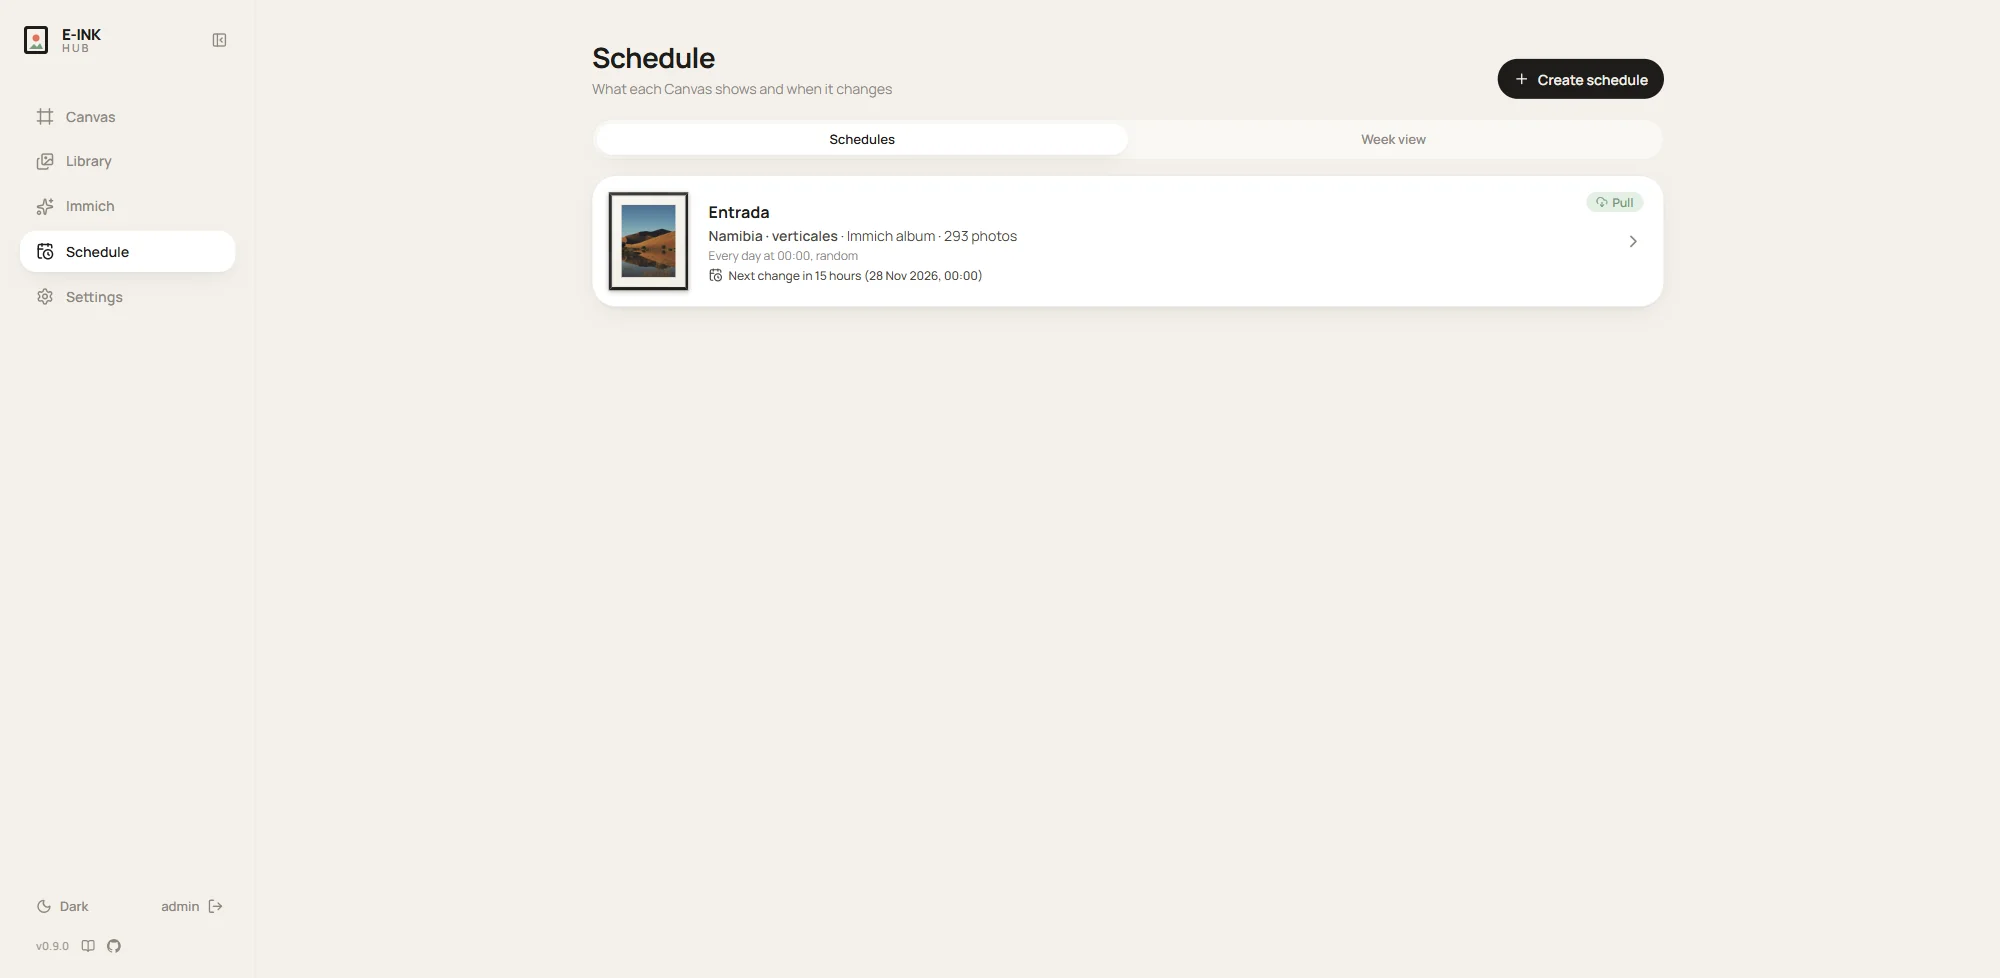 E-INK
HUB
Canvas
Library
Immich
Schedule
Settings
Dark
admin
v0.9.0
Schedule
What each Canvas shows and when it changes
+ Create schedule
Schedules
Week view
Entrada
Pull
Namibia · verticales · Immich album · 293 photos
Every day at 00:00, random
Next change in 15 hours (28 Nov 2026, 00:00)